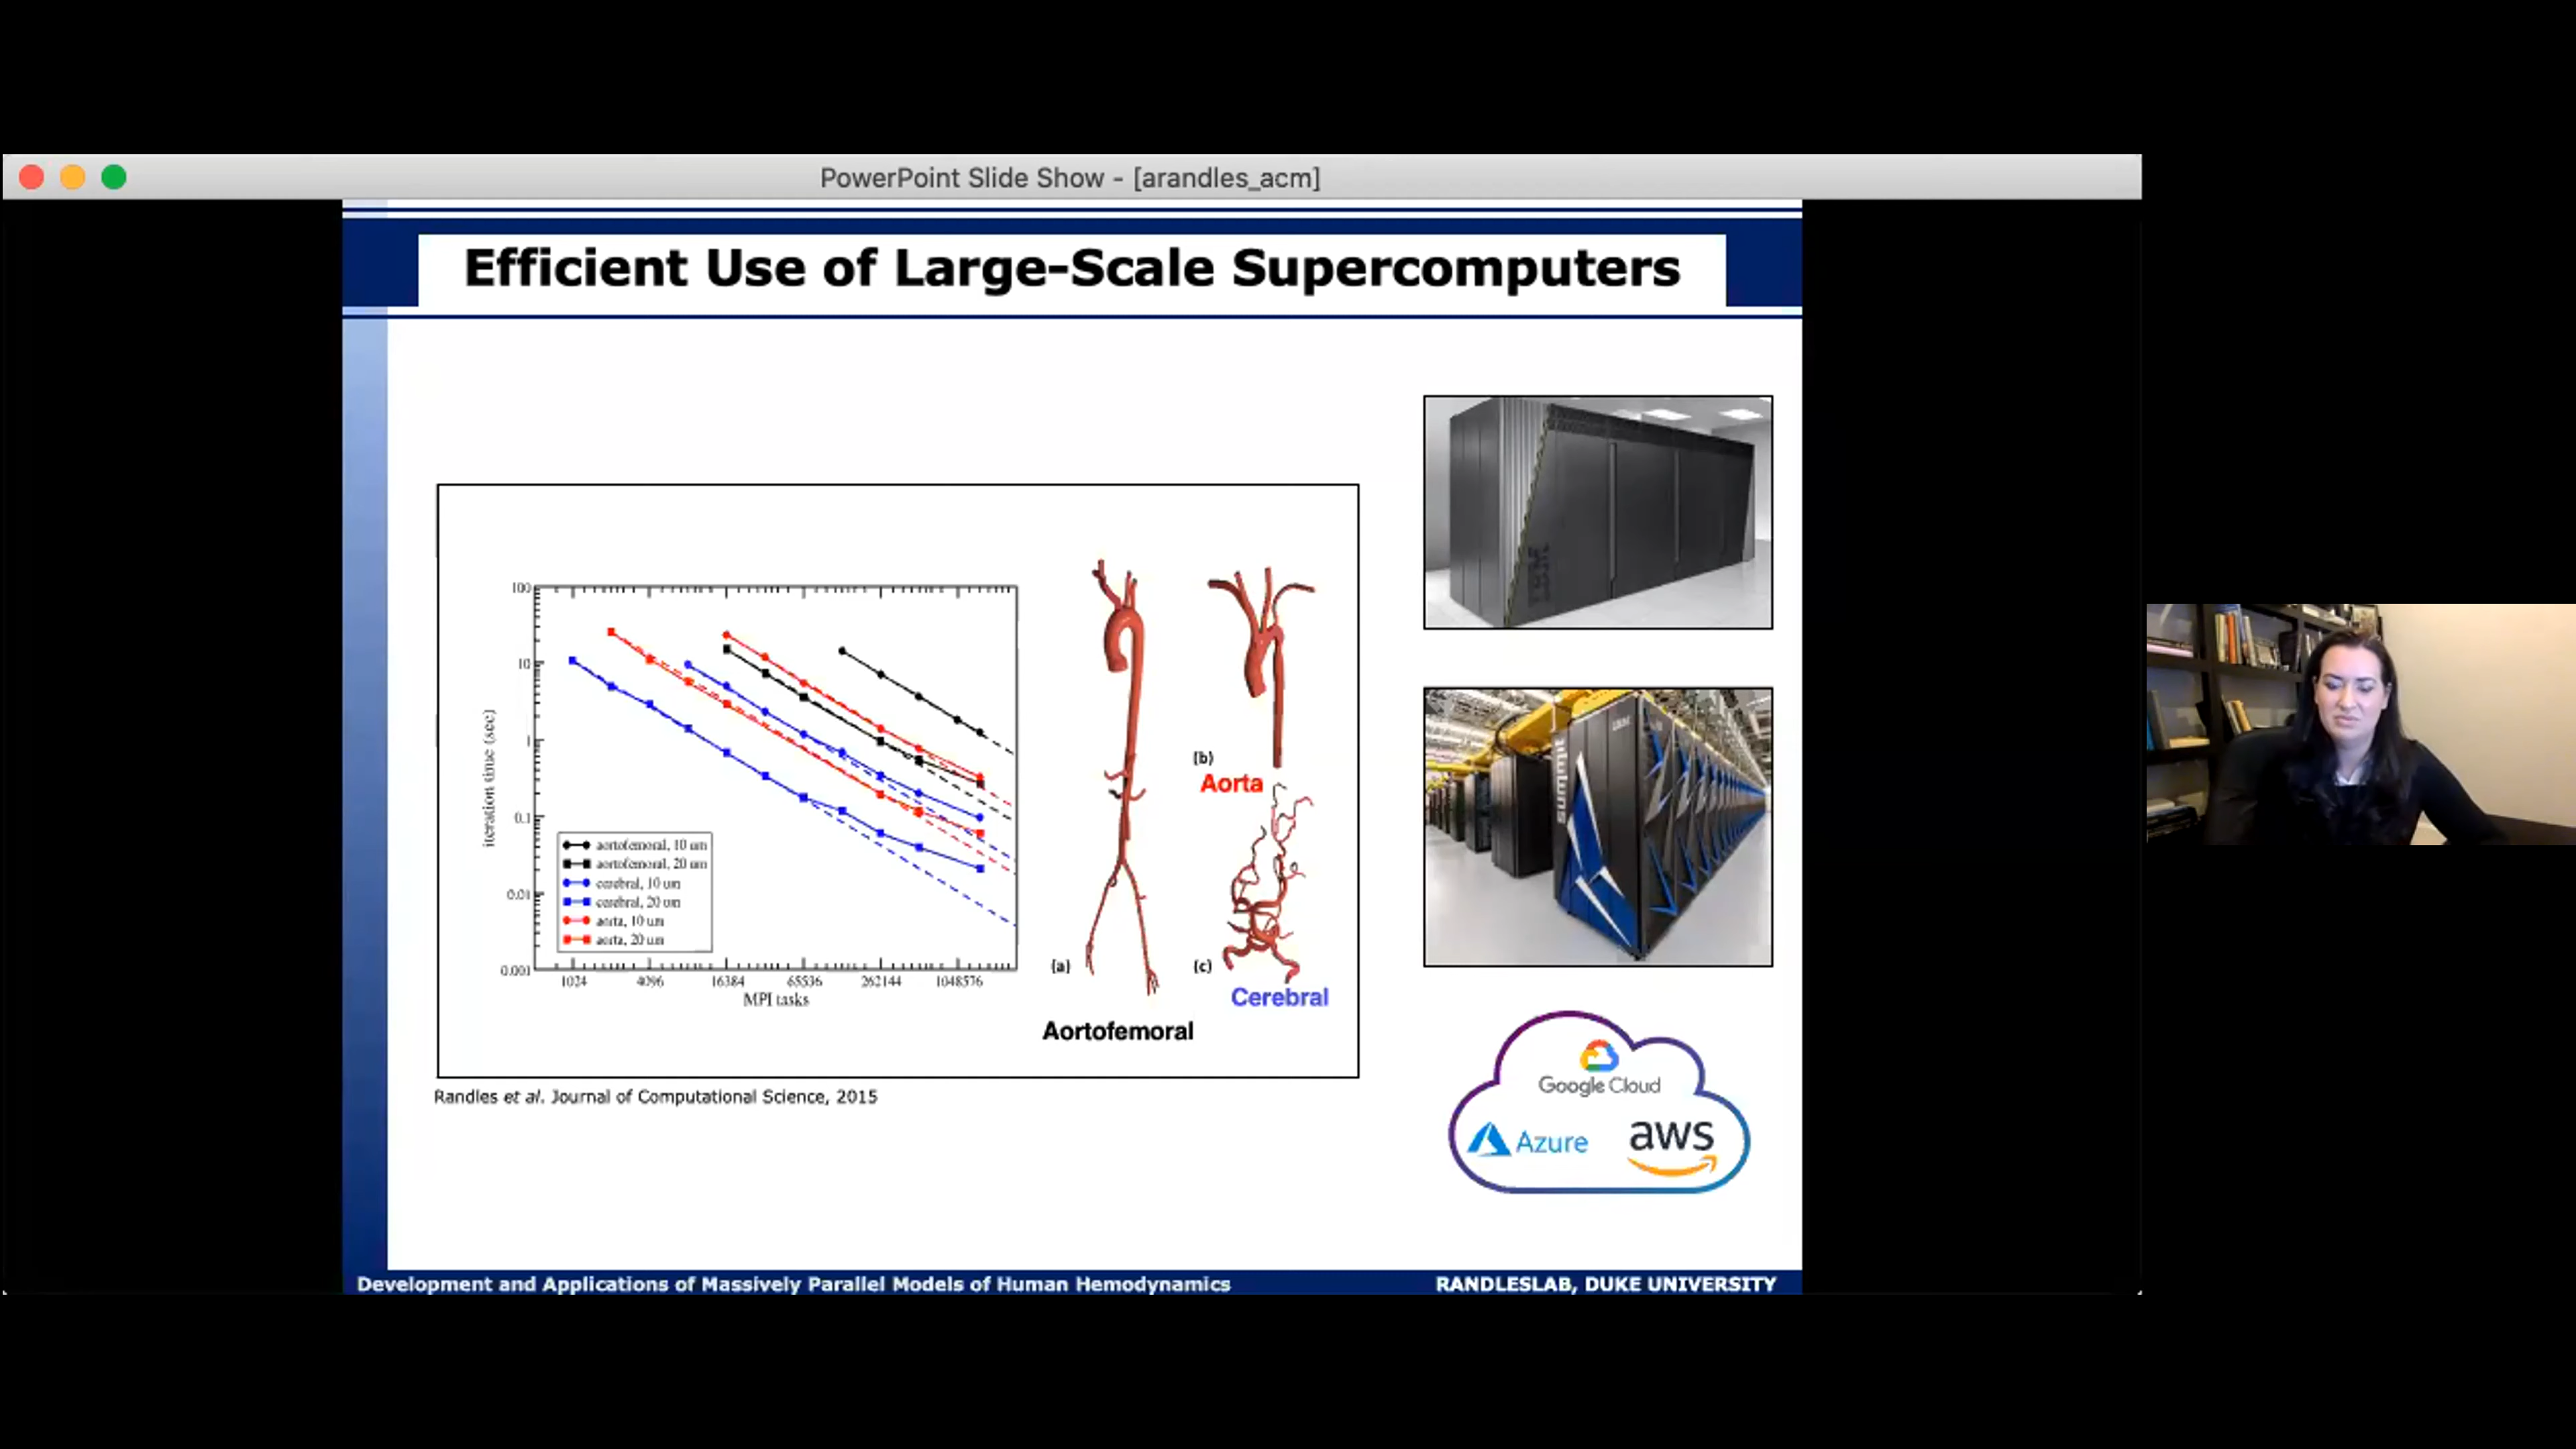 PowerPoint Slide Show - [arandles_acm]
Efficient Use of Large-Scale Supercomputers
100
10
1
0.1
0.01
0.001
iteration time (sec)
aortofemoral, 10 um
aortofemoral, 20 um
cerebral, 10 um
cerebral, 20 um
aorta, 10 um
aorta, 20 um
1024
4096
16384
65536
262144
1048576
MPI tasks
(a)
Aortofemoral
(b)
Aorta
(c)
Cerebral
Randles et al. Journal of Computational Science, 2015
IBM
IBM
SUMMIT
Google Cloud
Azure
aws
Development and Applications of Massively Parallel Models of Human Hemodynamics
RANDLESLAB, DUKE UNIVERSITY